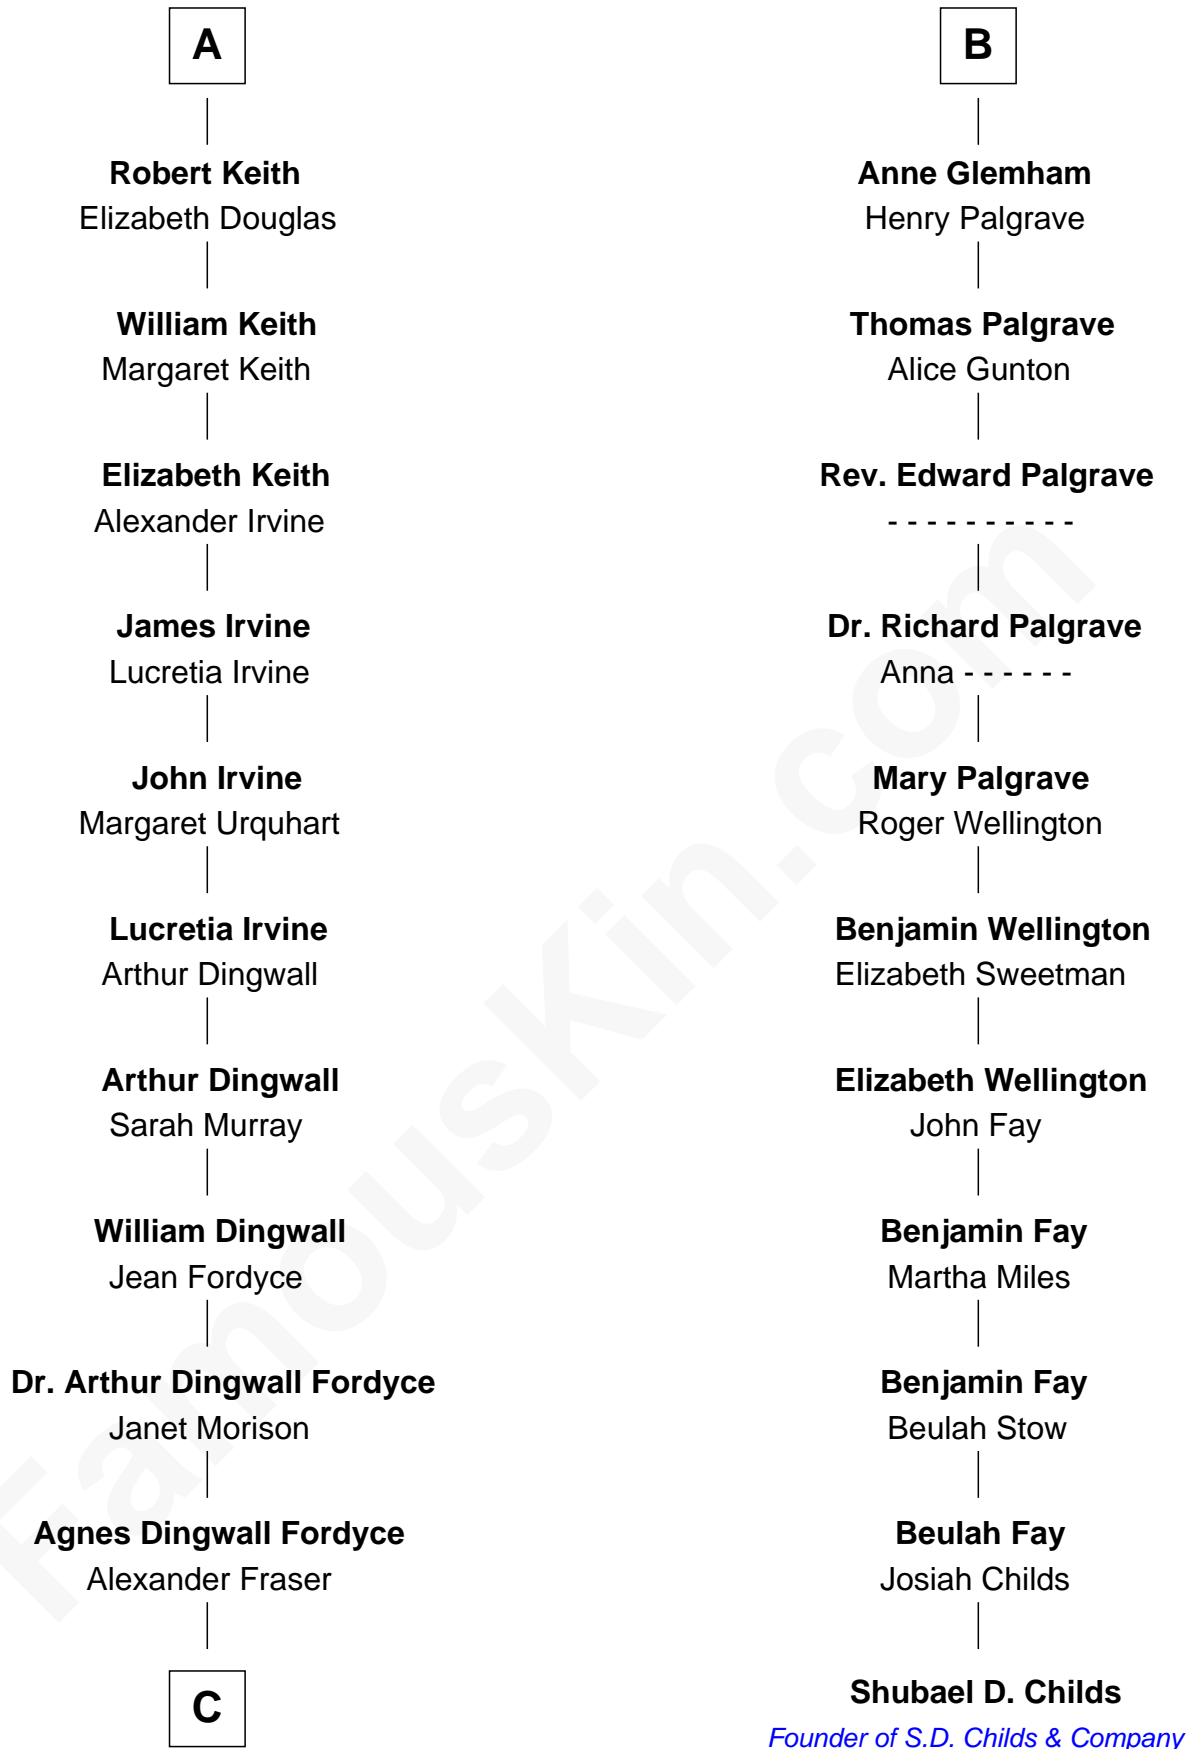 A
Robert Keith
Elizabeth Douglas
William Keith
Margaret Keith
Elizabeth Keith
Alexander Irvine
James Irvine
Lucretia Irvine
John Irvine
Margaret Urquhart
Lucretia Irvine
Arthur Dingwall
Arthur Dingwall
Sarah Murray
William Dingwall
Jean Fordyce
Dr. Arthur Dingwall Fordyce
Janet Morison
Agnes Dingwall Fordyce
Alexander Fraser
C
B
Anne Glemham
Henry Palgrave
Thomas Palgrave
Alice Gunton
Rev. Edward Palgrave
- - - - - - - - - -
Dr. Richard Palgrave
Anna - - - - - -
Mary Palgrave
Roger Wellington
Benjamin Wellington
Elizabeth Sweetman
Elizabeth Wellington
John Fay
Benjamin Fay
Martha Miles
Benjamin Fay
Beulah Stow
Beulah Fay
Josiah Childs
Shubael D. Childs
Founder of S.D. Childs & Company
FamousKin.com